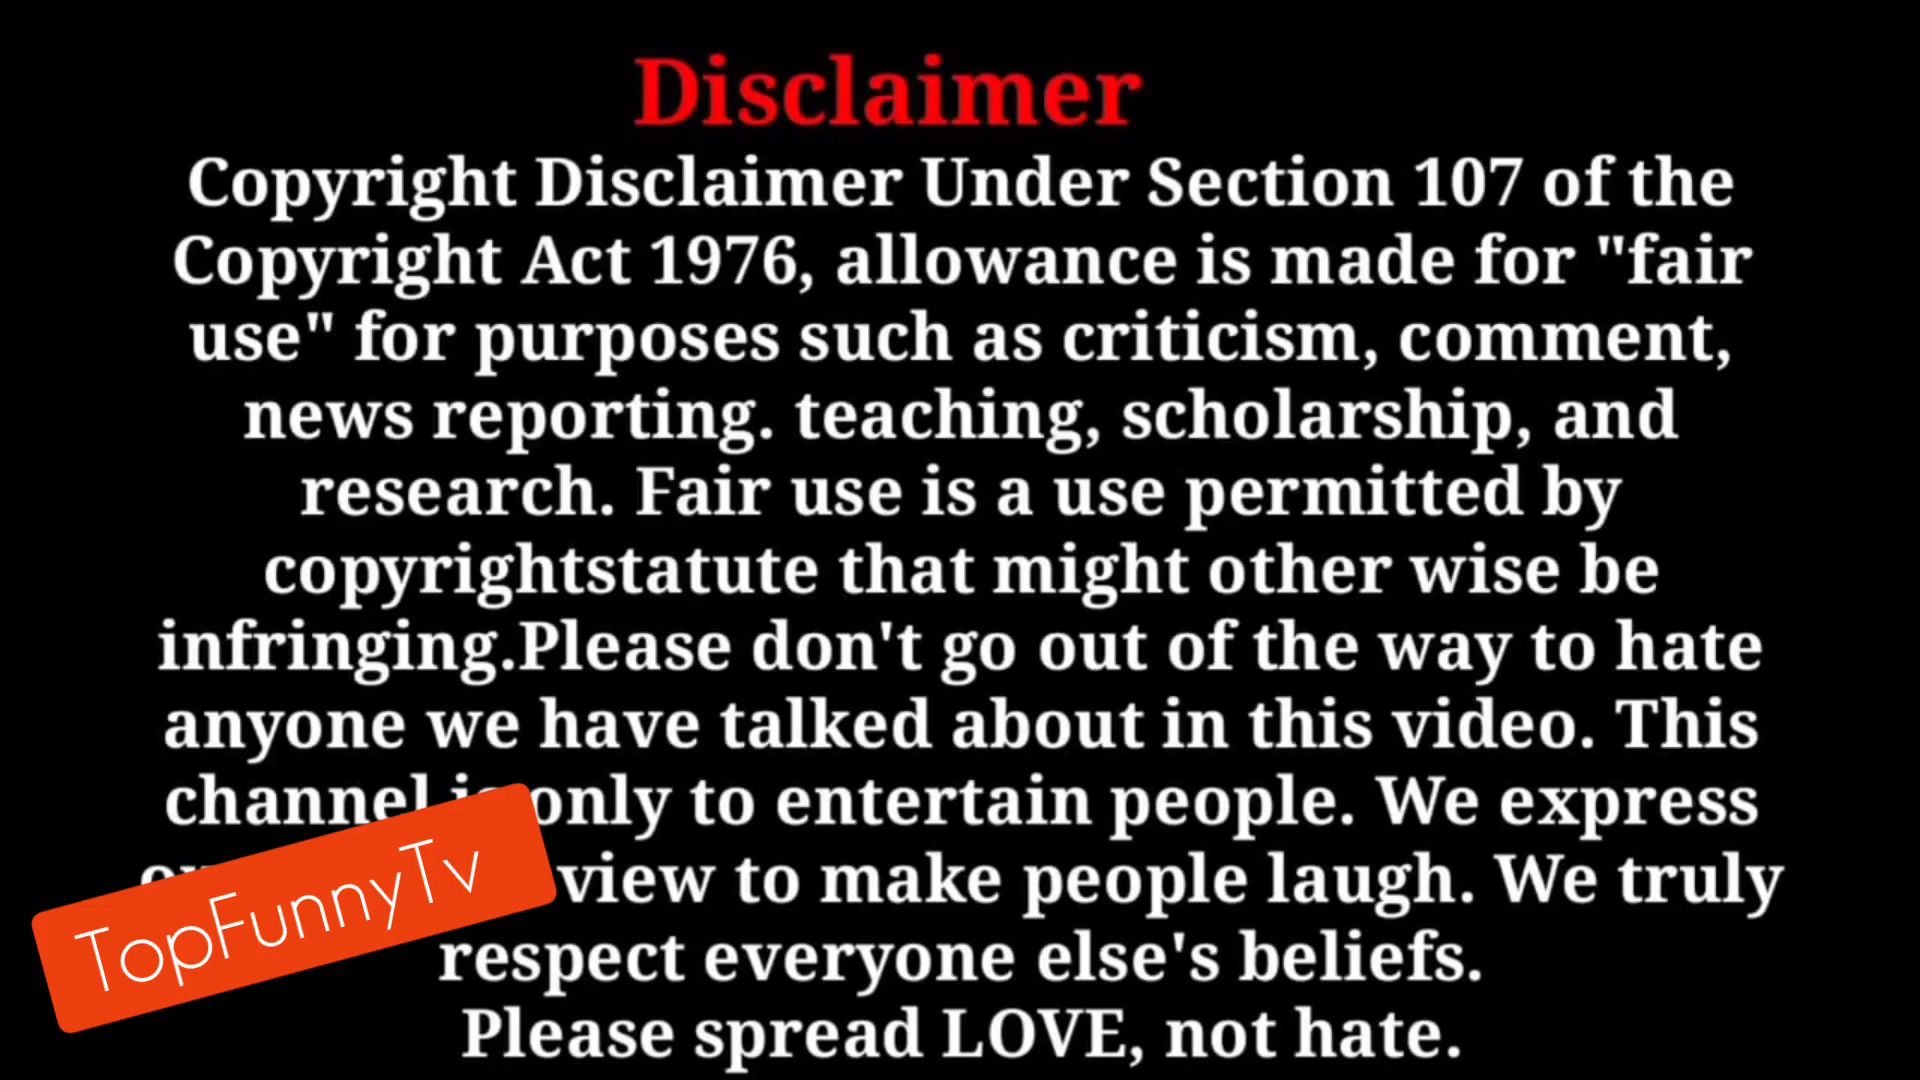 Disclaimer
Copyright Disclaimer Under Section 107 of the
Copyright Act 1976, allowance is made for "fair
use" for purposes such as criticism, comment,
news reporting. teaching, scholarship, and
research. Fair use is a use permitted by
copyrightstatute that might other wise be
infringing.Please don't go out of the way to hate
anyone we have talked about in this video. This
channel is only to entertain people. We express
view to make people laugh. We truly
TopFunnyTv
respect everyone else's beliefs.
Please spread LOVE, not hate.